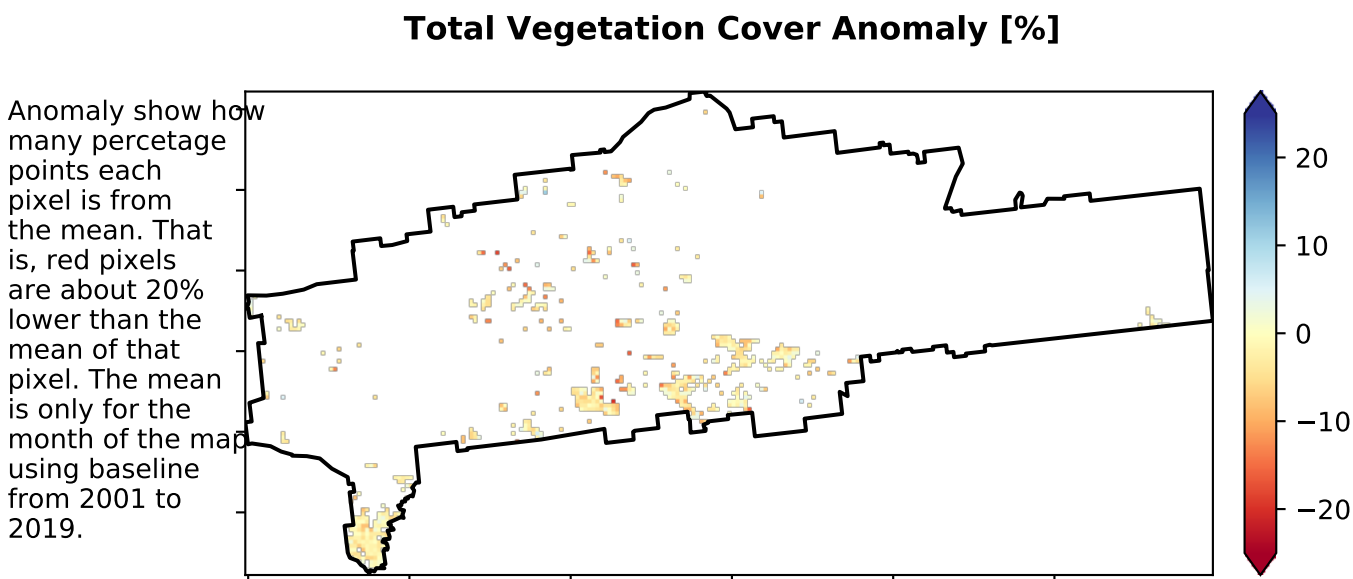 Total Vegetation Cover Anomaly [%]
Anomaly show how
many percetage
points each
pixel is from
the mean. That
is, red pixels
are about 20%
lower than the
mean of that
pixel. The mean
is only for the
month of the map
using baseline
from 2001 to
2019.
20
10
0
−10
−20